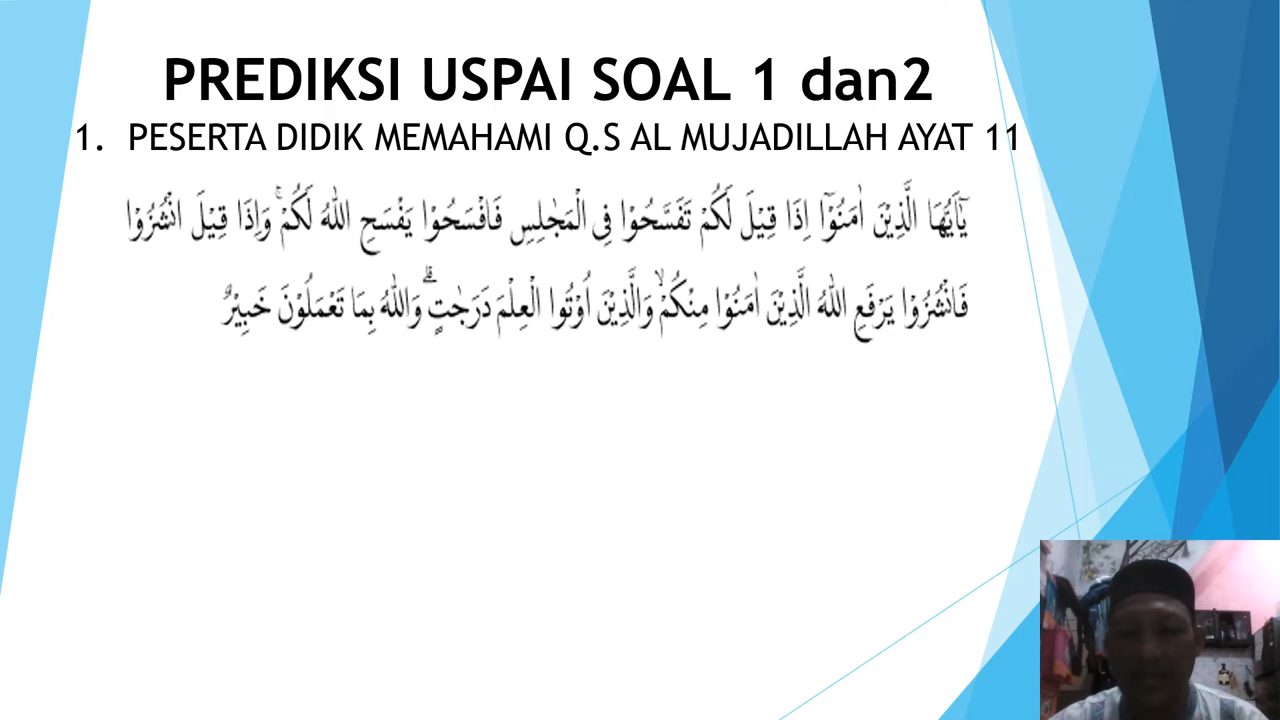 PREDIKSI USPAI SOAL 1 dan2
1. PESERTA DIDIK MEMAHAMI Q.S AL MUJADILLAH AYAT 11
يٰٓاَيُّهَا الَّذِيْنَ اٰمَنُوْٓا اِذَا قِيْلَ لَكُمْ تَفَسَّحُوْا فِى الْمَجٰلِسِ فَافْسَحُوْا يَفْسَحِ اللّٰهُ لَكُمْۚ وَاِذَا قِيْلَ انْشُزُوْا
فَانْشُزُوْا يَرْفَعِ اللّٰهُ الَّذِيْنَ اٰمَنُوْا مِنْكُمْۙ وَالَّذِيْنَ اُوْتُوا الْعِلْمَ دَرَجٰتٍۗ وَاللّٰهُ بِمَا تَعْمَلُوْنَ خَبِيْرٌ